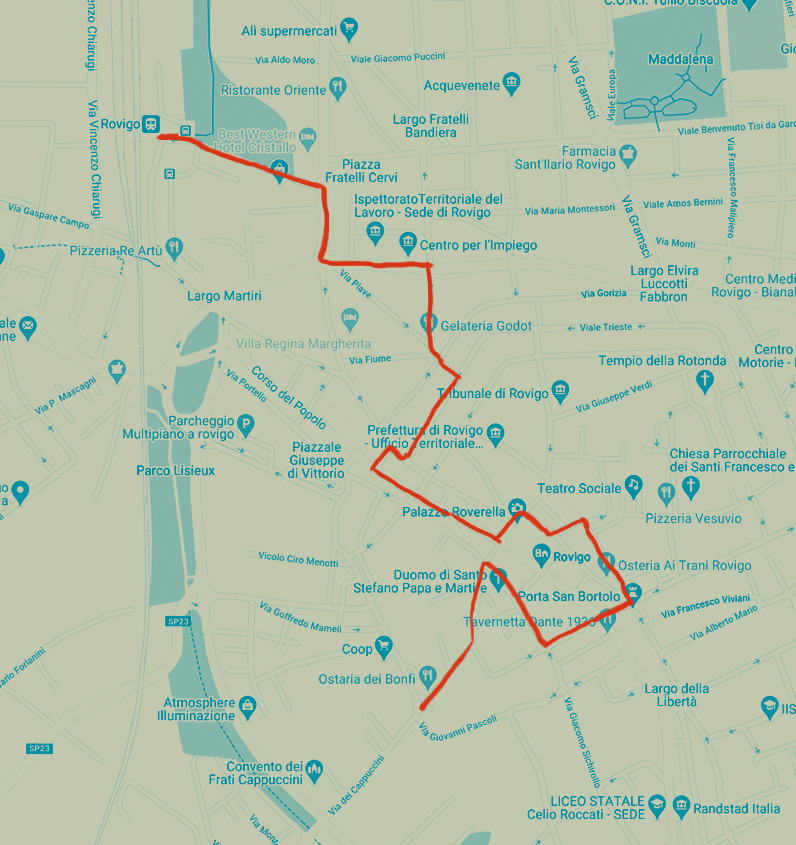 C.O.N.I. Tullio Biscuola
Alì supermercati
Via Aldo Moro
Viale Giacomo Puccini
Via Gramsci
Viale Europa
Maddalena
Ristorante Oriente
Acquevenete
Largo Fratelli
Bandiera
Via Vincenzo Chiarugi
Rovigo
Best Western
Hotel Cristallo
Piazza
Fratelli Cervi
Farmacia
Sant'Ilario Rovigo
Viale Benvenuto Tisi da
Via Francesco Malipiero
IspettoratoTerritoriale del
Lavoro - Sede di Rovigo
Via Maria Montessori
Viale Amos Bernini
Via Gramsci
Via Monti
Via Gaspare Campo
Pizzeria Re Artù
Centro per l'Impiego
Largo Elvira
Luccotti
Fabbron
Centro
Rovigo -
Via Piave
Largo Martiri
Via Gorizia
Gelateria Godot
Viale Trieste
Villa Regina Margherita
Via Fiume
Tempio della Rotonda
Centro
Motorie -
Via P. Mascagni
Via Portello
Corso del Popolo
Tribunale di Rovigo
Via Giuseppe Verdi
Parcheggio
Multipiano a rovigo
Prefettura di Rovigo
- Ufficio Territoriale...
Piazzale
Giuseppe
di Vittorio
Parco Lisieux
Chiesa Parrocchiale
dei Santi Francesco e
Teatro Sociale
Pizzeria Vesuvio
Palazzo Roverella
Vicolo Ciro Menotti
Rovigo
Osteria Ai Trani Rovigo
Duomo di Santo
Stefano Papa e Martire
Porta San Bortolo
Via Francesco Viviani
Via Alberto Mario
SP23
Via Goffredo Mameli
Tavernetta Dante 1936
Coop
Ostaria dei Bonfi
Largo della
Libertà
Atmosphere
Illuminazione
Via Giovanni Pascoli
Via Giacomo Sichirollo
SP23
Convento dei
Frati Cappuccini
Via dei Cappuccini
LICEO STATALE
Celio Roccati - SEDE
Randstad Italia